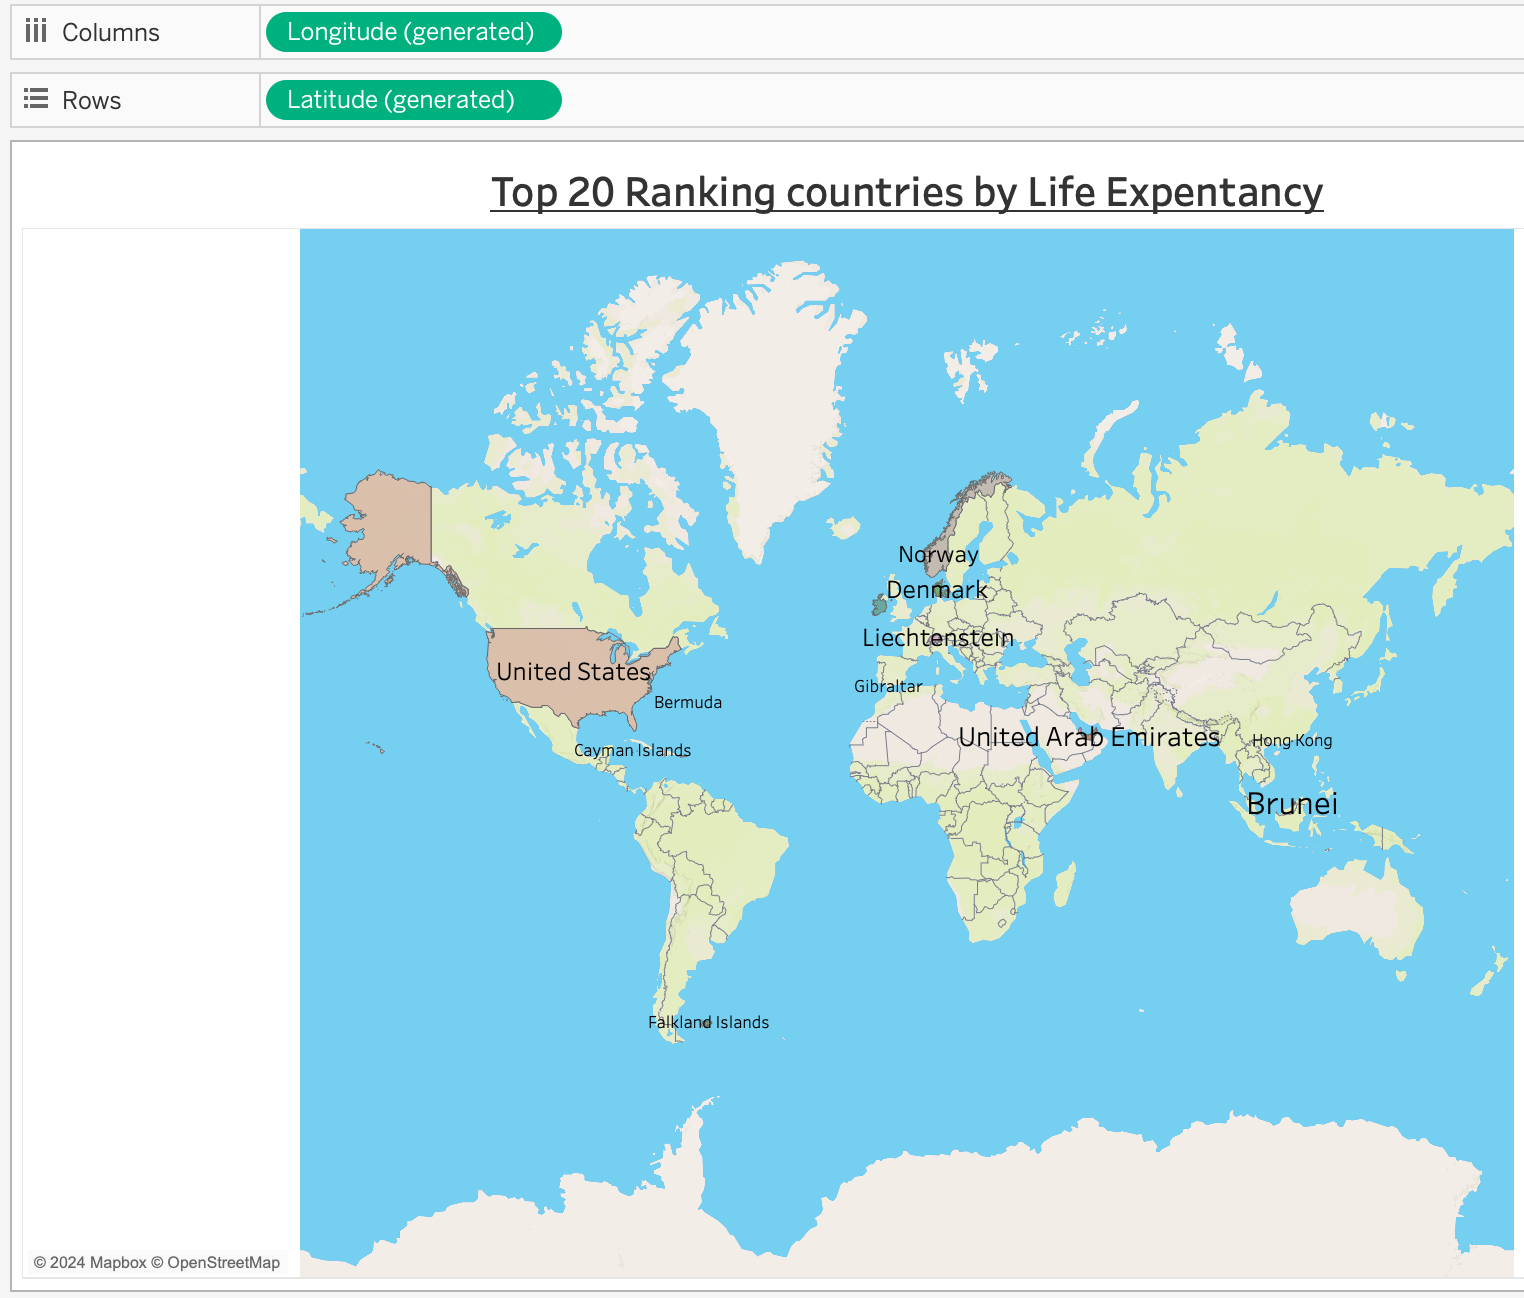 Columns
Longitude (generated)
Rows
Latitude (generated)
Top 20 Ranking countries by Life Expentancy
Norway
Denmark
Liechtenstein
United States
Gibraltar
Bermuda
United Arab Emirates
Hong Kong
Cayman Islands
Brunei
Falkland Islands
© 2024 Mapbox © OpenStreetMap